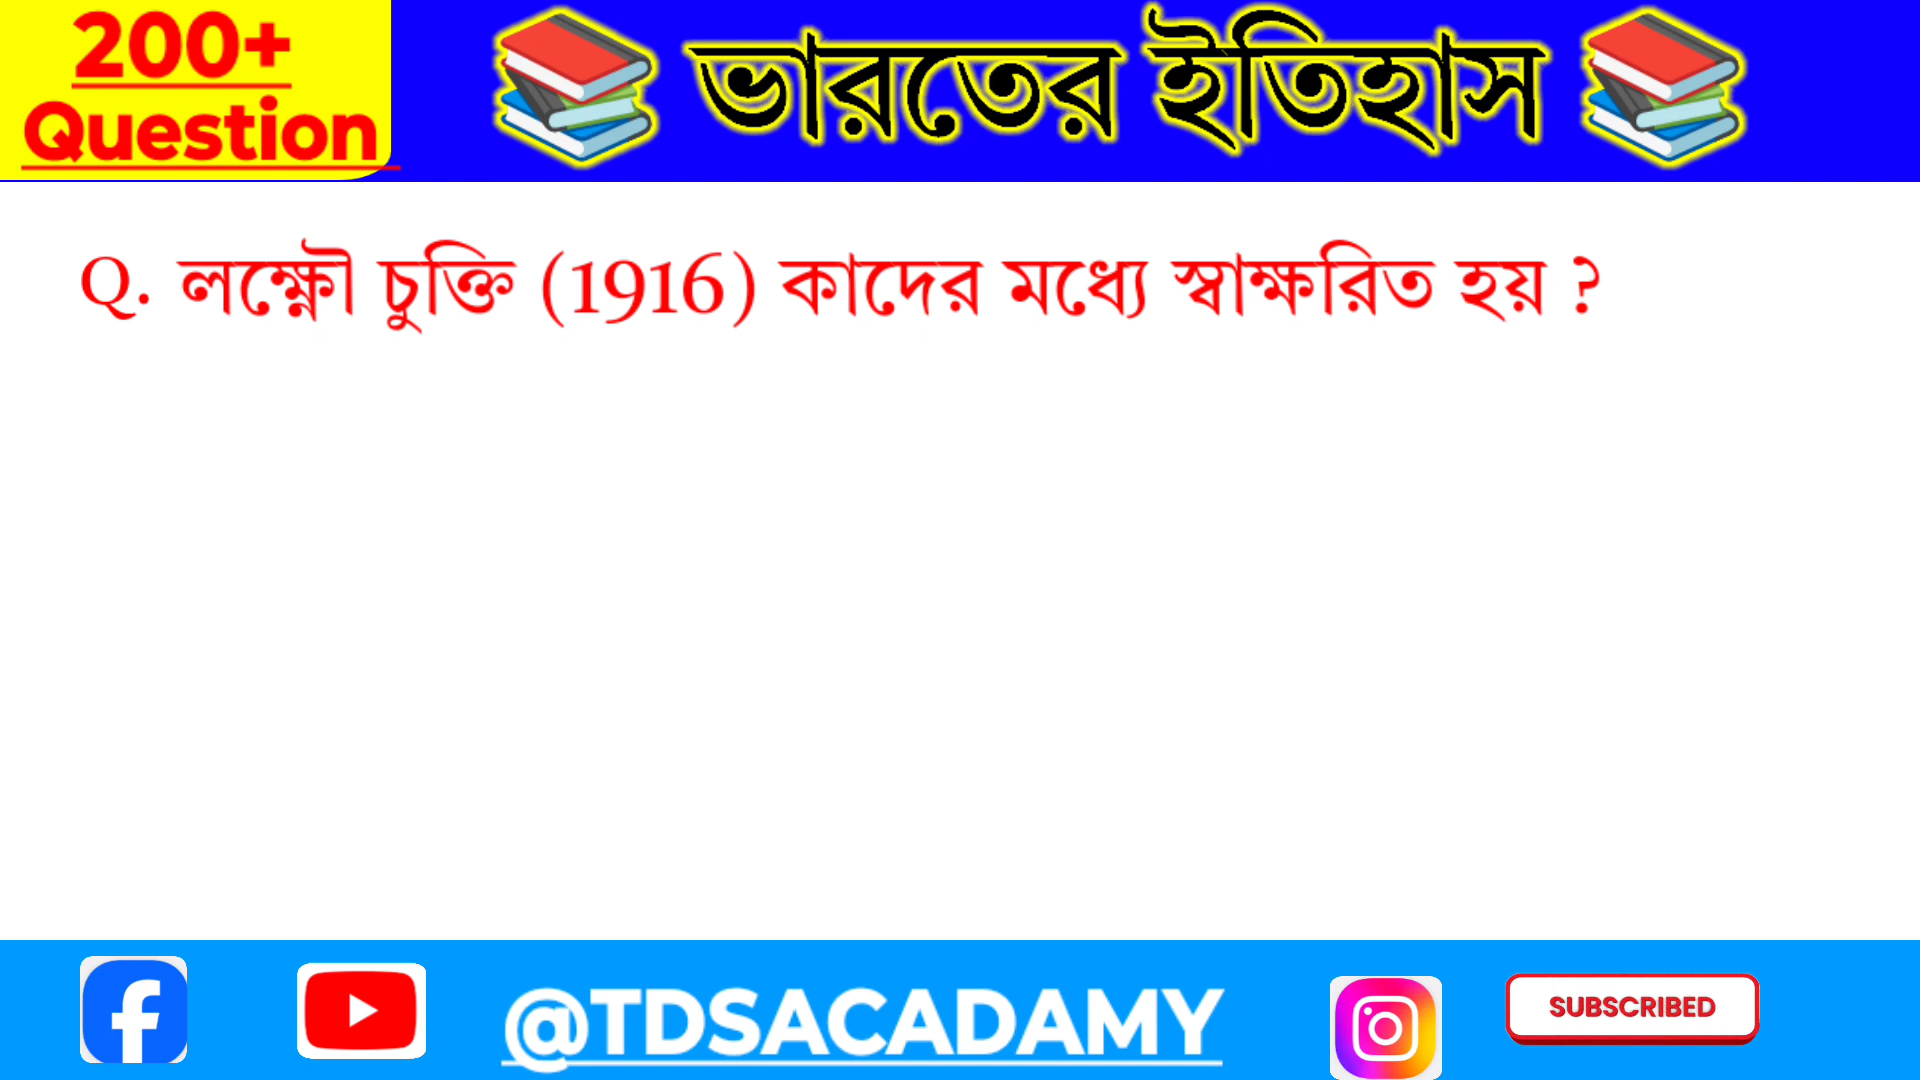 200+
Question
📚 ভারতের ইতিহাস 📚
Q. লক্ষ্ণৌ চুক্তি (1916) কাদের মধ্যে স্বাক্ষরিত হয় ?
@TDSACADAMY
SUBSCRIBED